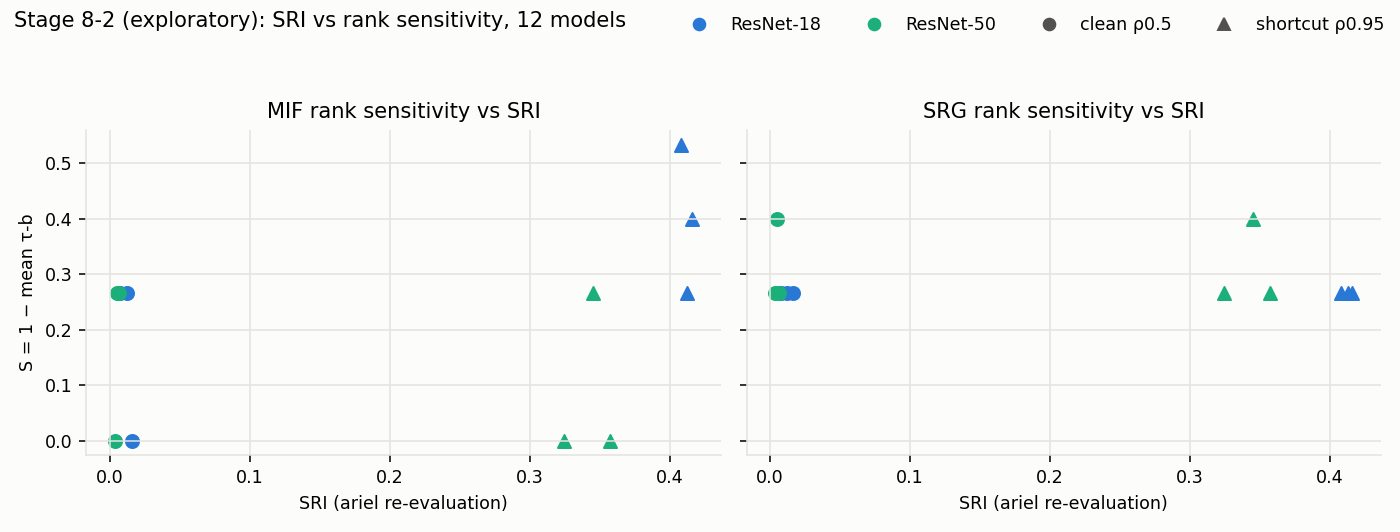 Stage 8-2 (exploratory): SRI vs rank sensitivity, 12 models
ResNet-18
ResNet-50
clean ρ0.5
shortcut ρ0.95
MIF rank sensitivity vs SRI
SRG rank sensitivity vs SRI
S = 1 − mean τ-b
0.5
0.4
0.3
0.2
0.1
0.0
0.0
0.1
0.2
0.3
0.4
0.0
0.1
0.2
0.3
0.4
SRI (ariel re-evaluation)
SRI (ariel re-evaluation)